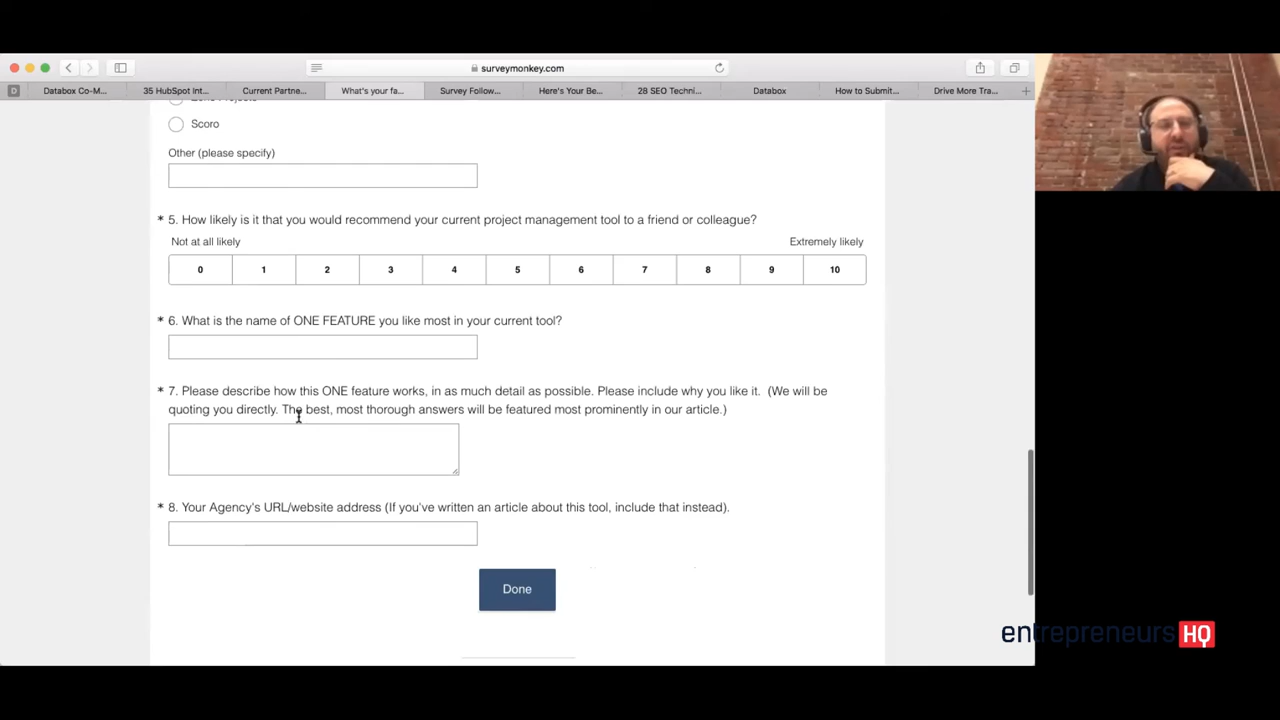 surveymonkey.com
D
Databox Co-M...
35 HubSpot Int...
Current Partne...
What's your fa...
Survey Follow...
Here's Your Be...
28 SEO Techni...
Databox
How to Submit...
Drive More Tra...
Scoro
Other (please specify)
* 5. How likely is it that you would recommend your current project management tool to a friend or colleague?
Not at all likely
Extremely likely
0 1 2 3 4 5 6 7 8 9 10
* 6. What is the name of ONE FEATURE you like most in your current tool?
* 7. Please describe how this ONE feature works, in as much detail as possible. Please include why you like it. (We will be
quoting you directly. The best, most thorough answers will be featured most prominently in our article.)
* 8. Your Agency's URL/website address (If you've written an article about this tool, include that instead).
Done
entrepreneurs HQ